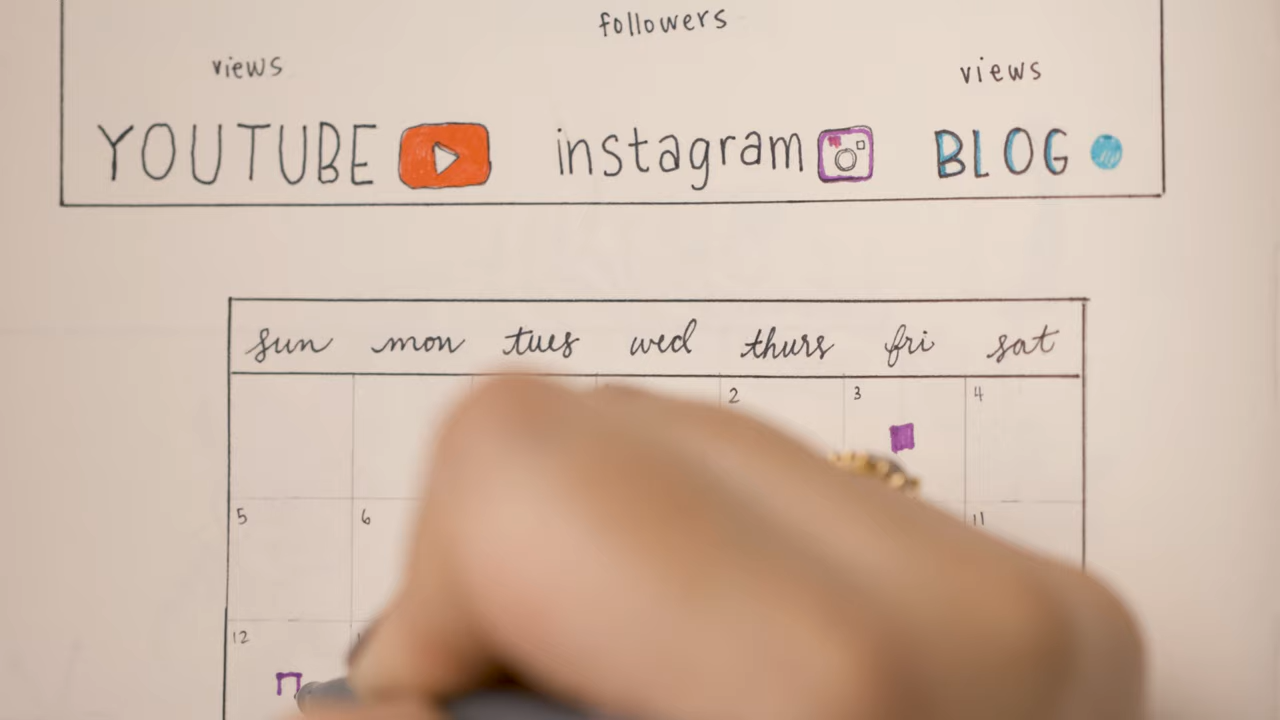 followers
views
views
YOUTUBE instagram BLOG
sun mon tues wed thurs fri sat
2 3 4
5 6 11
12